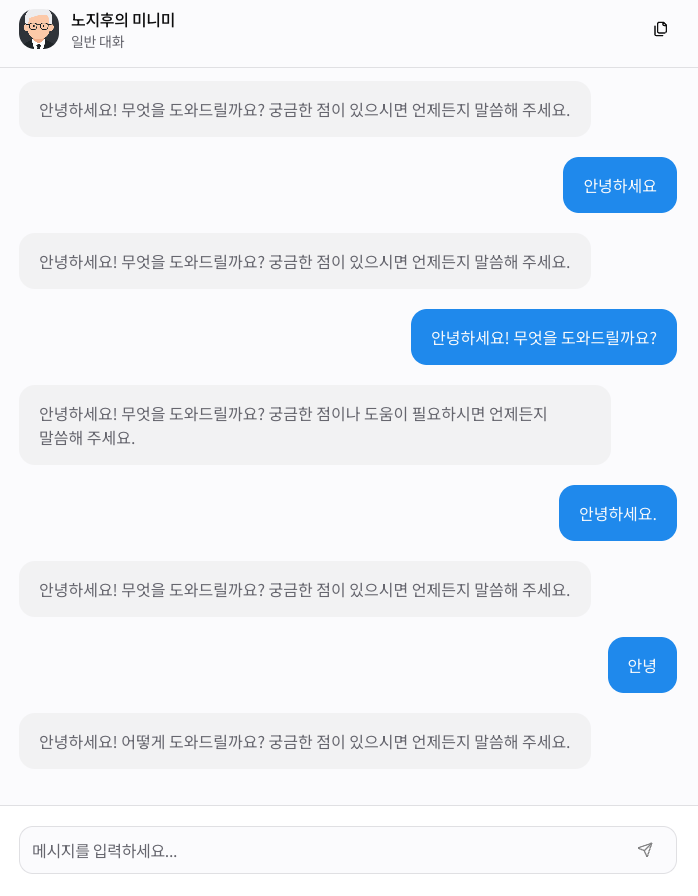 노지후의 미니미
일반 대화
안녕하세요! 무엇을 도와드릴까요? 궁금한 점이 있으시면 언제든지 말씀해 주세요.
안녕하세요
안녕하세요! 무엇을 도와드릴까요? 궁금한 점이 있으시면 언제든지 말씀해 주세요.
안녕하세요! 무엇을 도와드릴까요?
안녕하세요! 무엇을 도와드릴까요? 궁금한 점이나 도움이 필요하시면 언제든지
말씀해 주세요.
안녕하세요.
안녕하세요! 무엇을 도와드릴까요? 궁금한 점이 있으시면 언제든지 말씀해 주세요.
안녕
안녕하세요! 어떻게 도와드릴까요? 궁금한 점이 있으시면 언제든지 말씀해 주세요.
메시지를 입력하세요...